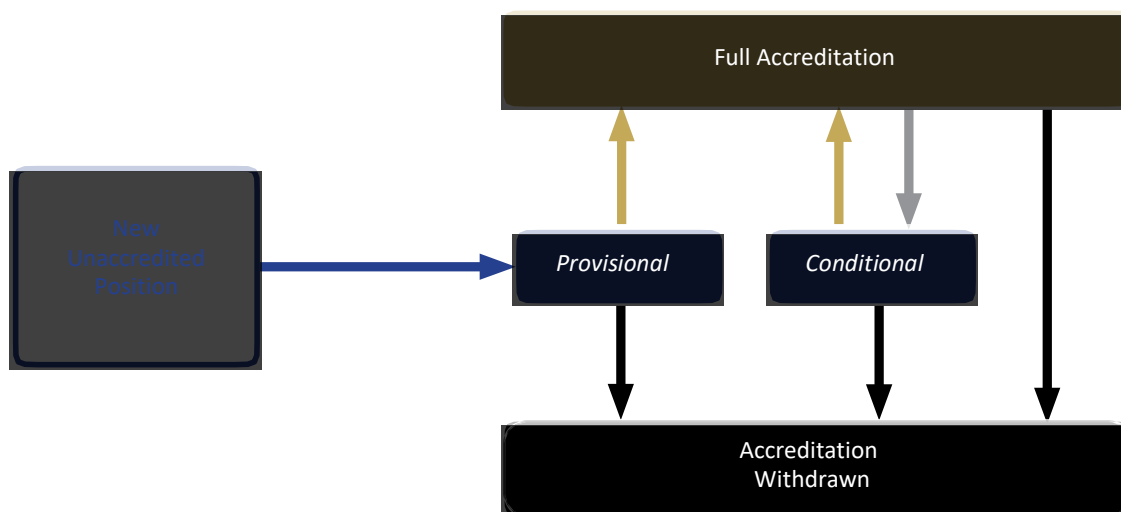 Full Accreditation
New
Unaccredited
Position
Provisional
Conditional
Accreditation
Withdrawn